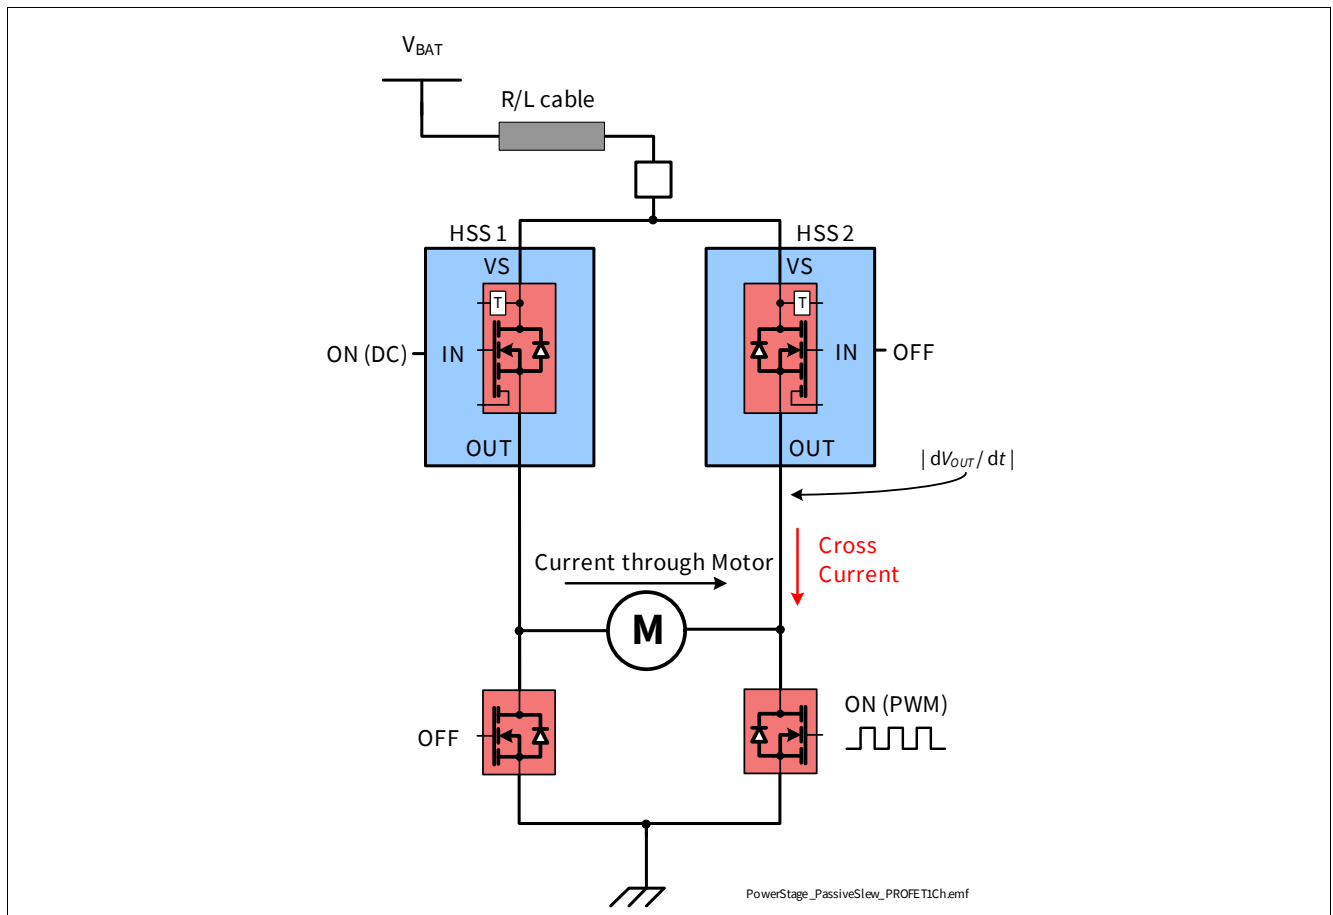 VBAT
R/L cable
HSS 1
HSS 2
VS
VS
T
T
ON (DC)
IN
IN
OFF
OUT
OUT
| dVOUT / dt |
Cross
Current
Current through Motor
M
ON (PWM)
OFF
PowerStage_PassiveSlew_PROFET1Ch.emf